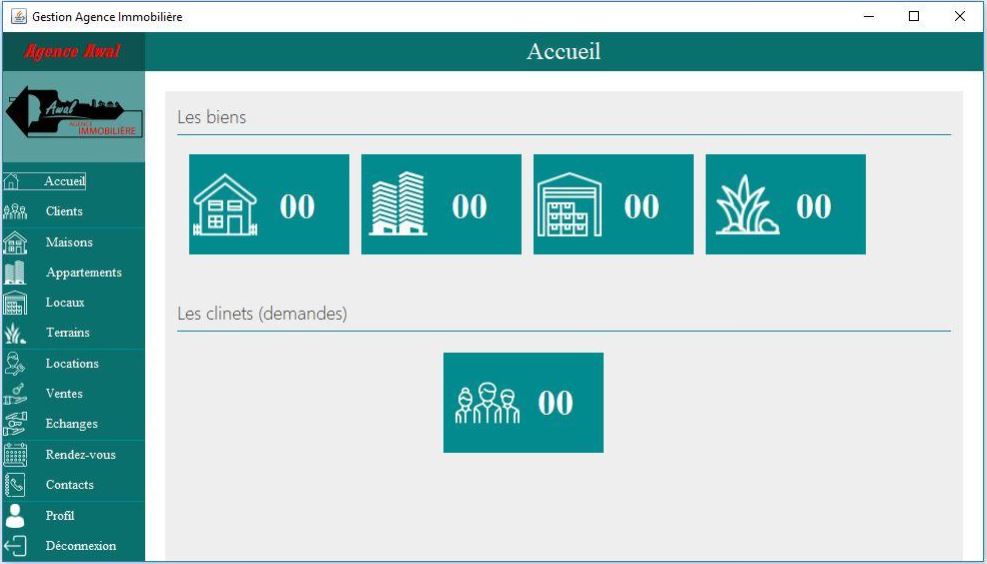 Gestion Agence Immobilière
Agence Awal
Accueil
Awal
AGENCE
IMMOBILIÈRE
Accueil
Clients
Maisons
Appartements
Locaux
Terrains
Locations
Ventes
Echanges
Rendez-vous
Contacts
Profil
Déconnexion
Les biens
00 00 00 00
Les clinets (demandes)
00